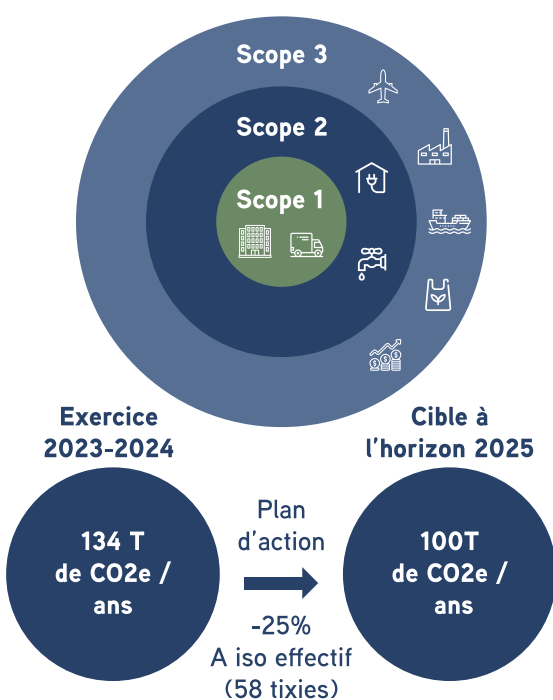 Scope 3
Scope 2
Scope 1
Exercice
2023-2024
Cible à
l'horizon 2025
134 T
de CO2e /
ans
Plan
d'action
-25%
A iso effectif
(58 tixies)
100T
de CO2e /
ans